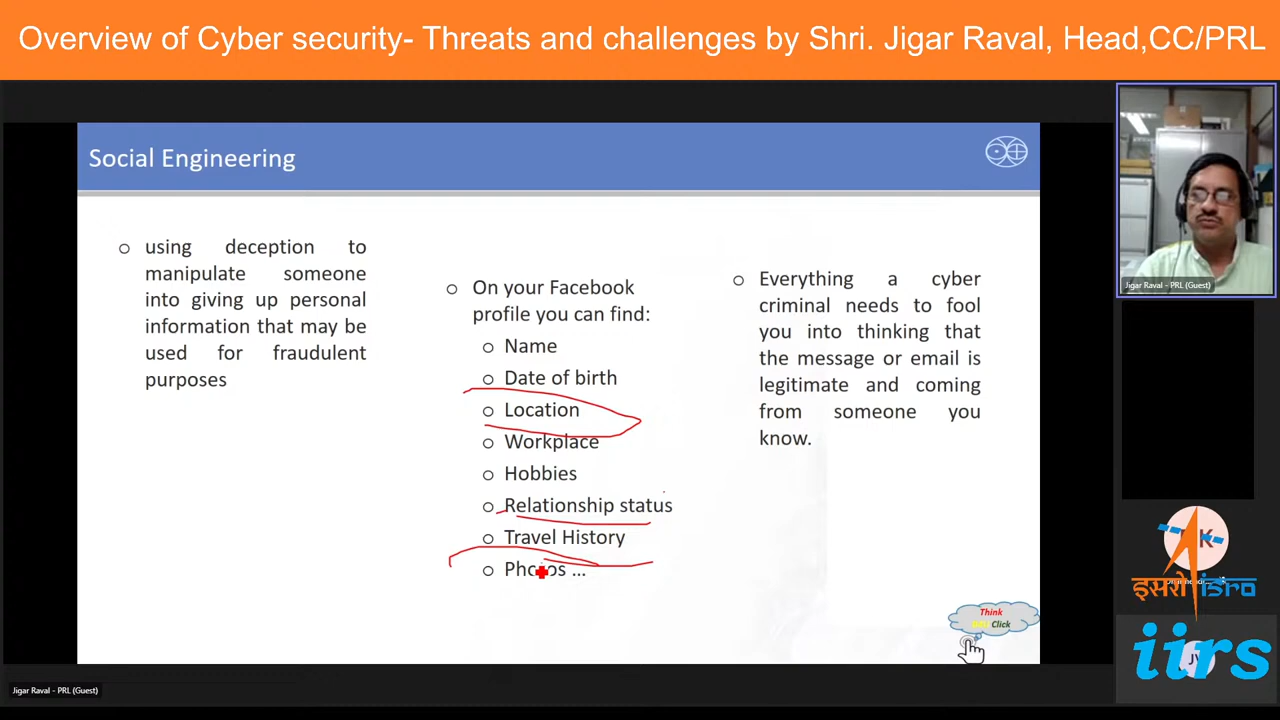 Overview of Cyber security- Threats and challenges by Shri. Jigar Raval, Head,CC/PRL
Social Engineering
using deception to
manipulate someone
into giving up personal
information that may be
used for fraudulent
purposes
On your Facebook
profile you can find:
Name
Date of birth
Location
Workplace
Hobbies
Relationship status
Travel History
Photos ...
Everything a cyber
criminal needs to fool
you into thinking that
the message or email is
legitimate and coming
from someone you
know.
Think
Click
Jigar Raval - PRL (Guest)
K
इसरो isro
iirs
JY
Jigar Raval - PRL (Guest)